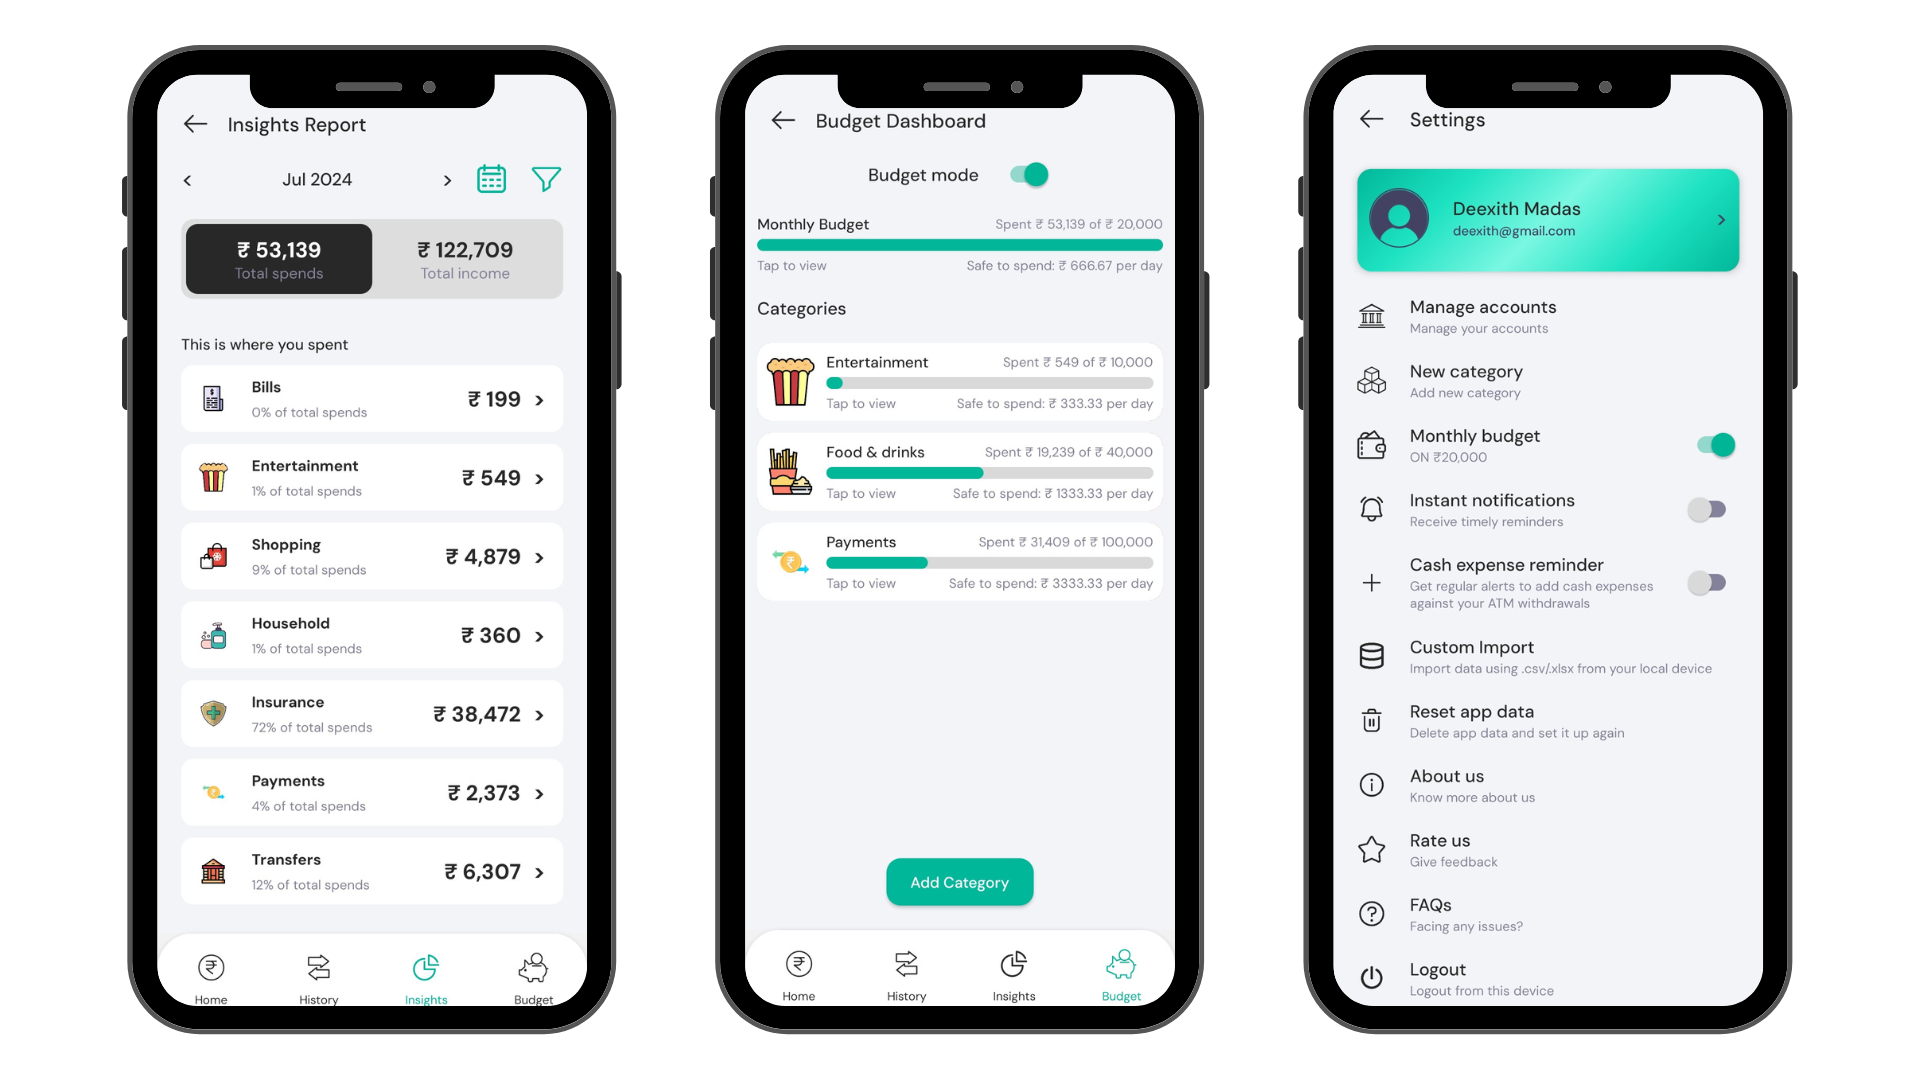 Insights Report
Jul 2024
₹ 53,139
Total spends
₹ 122,709
Total income
This is where you spent
Bills
0% of total spends
₹ 199
Entertainment
1% of total spends
₹ 549
Shopping
9% of total spends
₹ 4,879
Household
1% of total spends
₹ 360
Insurance
72% of total spends
₹ 38,472
Payments
4% of total spends
₹ 2,373
Transfers
12% of total spends
₹ 6,307
Home
History
Insights
Budget
Budget Dashboard
Budget mode
Monthly Budget
Spent ₹ 53,139 of ₹ 20,000
Tap to view
Safe to spend: ₹ 666.67 per day
Categories
Entertainment
Spent ₹ 549 of ₹ 10,000
Tap to view
Safe to spend: ₹ 333.33 per day
Food & drinks
Spent ₹ 19,239 of ₹ 40,000
Tap to view
Safe to spend: ₹ 1333.33 per day
Payments
Spent ₹ 31,409 of ₹ 100,000
Tap to view
Safe to spend: ₹ 3333.33 per day
Add Category
Home
History
Insights
Budget
Settings
Deexith Madas
deexith@gmail.com
Manage accounts
Manage your accounts
New category
Add new category
Monthly budget
ON ₹20,000
Instant notifications
Receive timely reminders
Cash expense reminder
Get regular alerts to add cash expenses
against your ATM withdrawals
Custom Import
Import data using .csv/.xlsx from your local device
Reset app data
Delete app data and set it up again
About us
Know more about us
Rate us
Give feedback
FAQs
Facing any issues?
Logout
Logout from this device